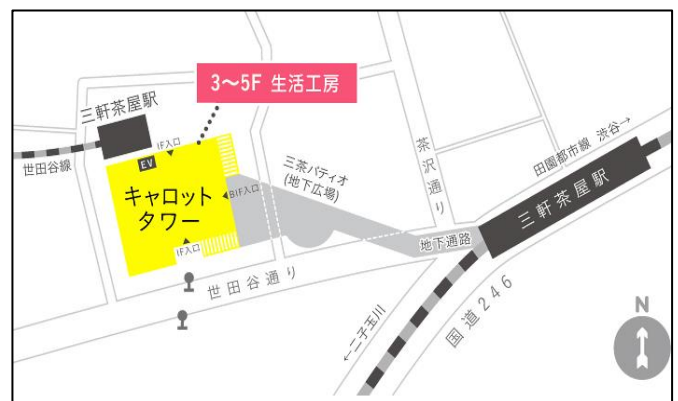 3〜5F 生活工房
三軒茶屋駅
世田谷線
1F入口
EV
キャロット
タワー
B1F入口
1F入口
三茶パティオ
(地下広場)
茶沢通り
田園都市線 渋谷→
三軒茶屋駅
地下通路
世田谷通り
←二子玉川
国道246
N